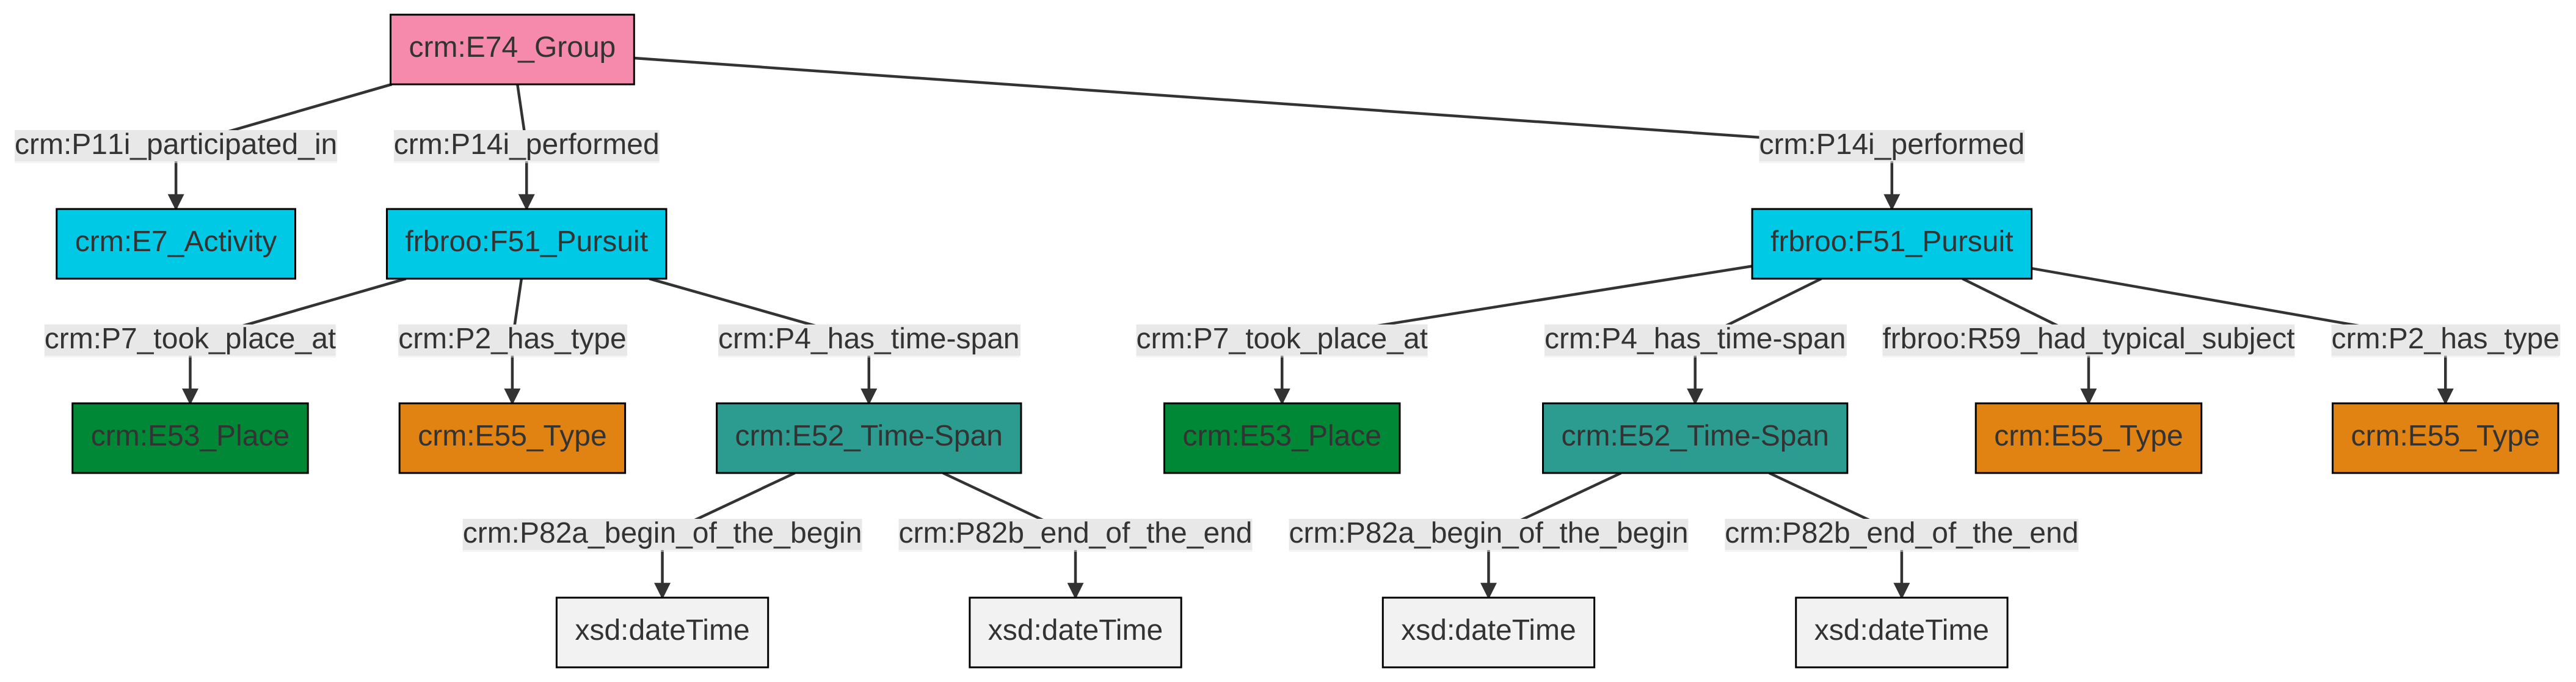 crm:E74_Group
crm:P11i_participated_in
crm:P14i_performed
crm:P14i_performed
crm:E7_Activity
frbroo:F51_Pursuit
frbroo:F51_Pursuit
crm:P7_took_place_at
crm:P2_has_type
crm:P4_has_time-span
crm:P7_took_place_at
crm:P4_has_time-span
frbroo:R59_had_typical_subject
crm:P2_has_type
crm:E53_Place
crm:E55_Type
crm:E52_Time-Span
crm:E53_Place
crm:E52_Time-Span
crm:E55_Type
crm:E55_Type
crm:P82a_begin_of_the_begin
crm:P82b_end_of_the_end
crm:P82a_begin_of_the_begin
crm:P82b_end_of_the_end
xsd:dateTime
xsd:dateTime
xsd:dateTime
xsd:dateTime